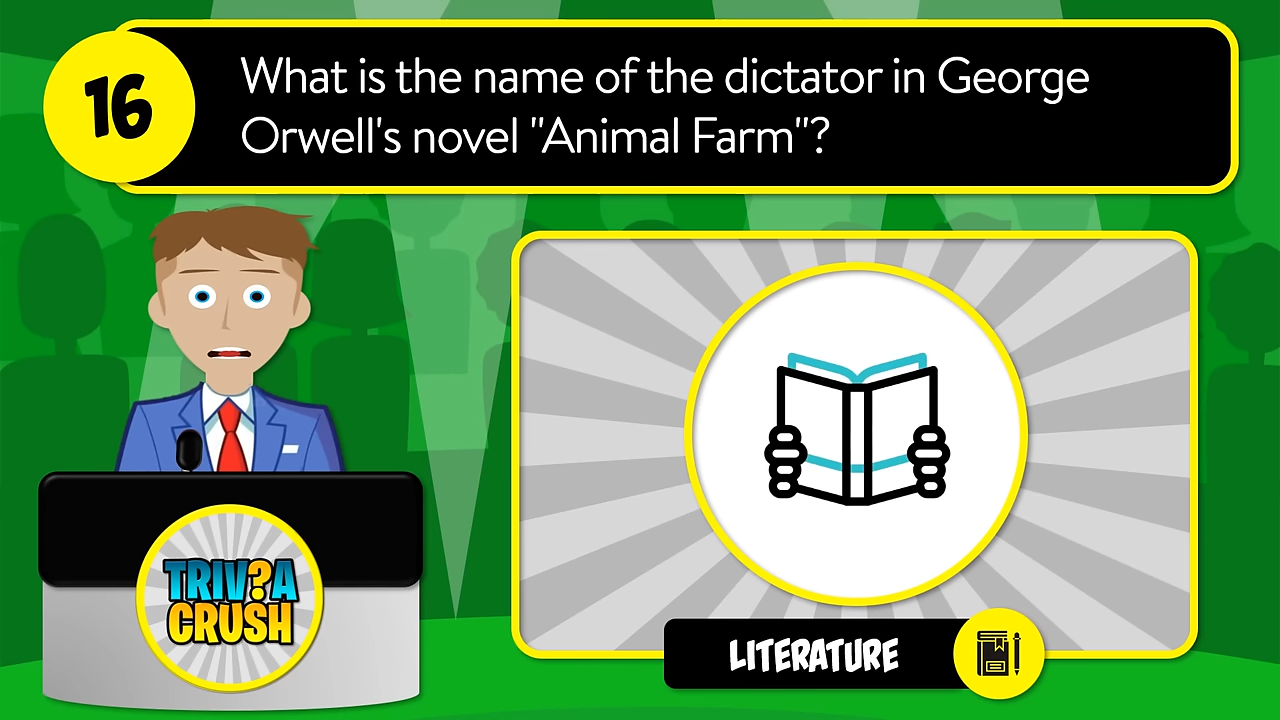 16
What is the name of the dictator in George
Orwell's novel "Animal Farm"?
TRIV?A
CRUSH
LITERATURE